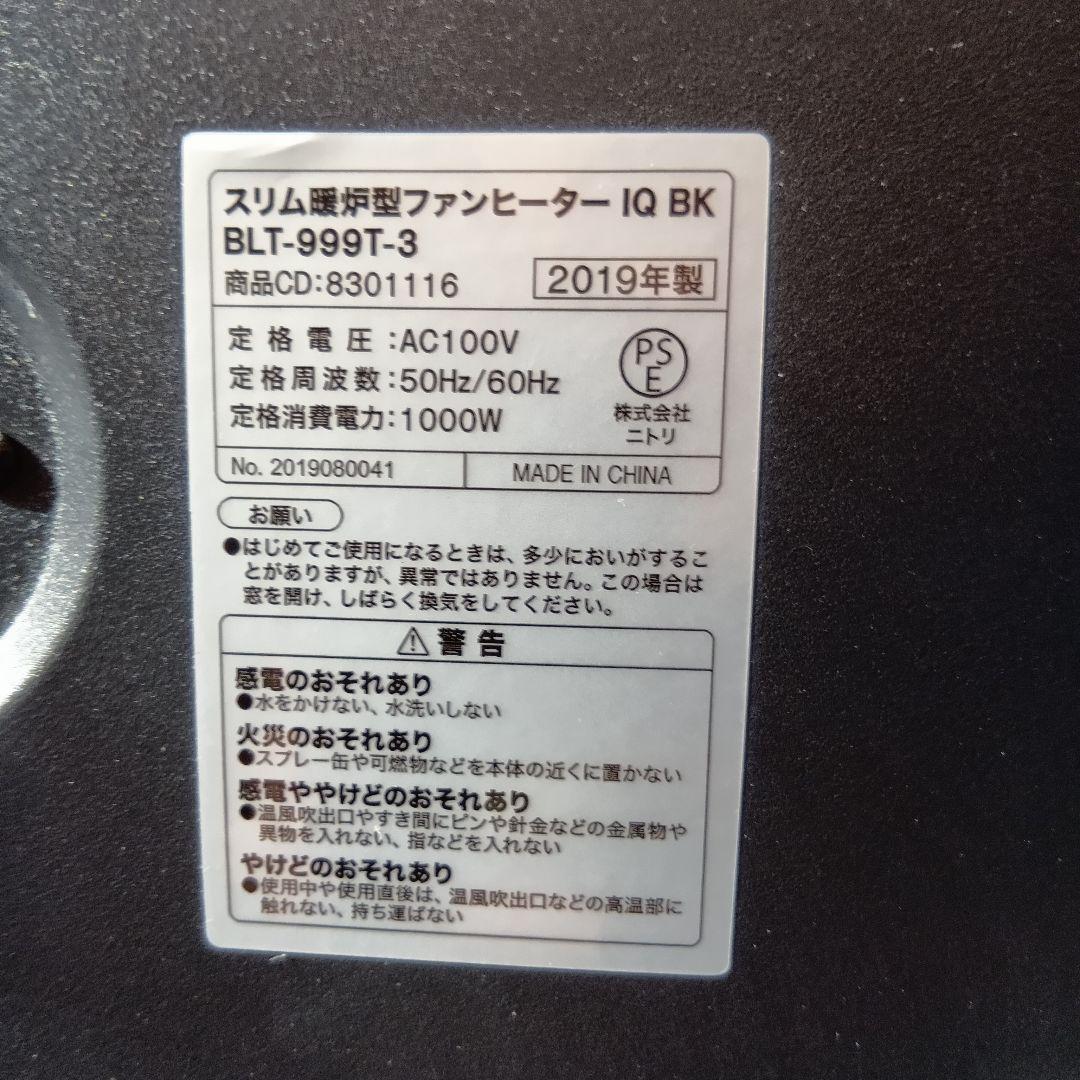 スリム暖炉型ファンヒーター IQ BK
BLT-999T-3
商品CD:8301116
2019年製
定格電圧:AC100V
定格周波数:50Hz/60Hz
定格消費電力:1000W
PS
E
株式会社
ニトリ
No. 2019080041
MADE IN CHINA
お願い
●はじめてご使用になるときは、多少においがするこ
とがありますが、異常ではありません。この場合は
窓を開け、しばらく換気をしてください。
⚠警告
感電のおそれあり
●水をかけない、水洗いしない
火災のおそれあり
●スプレー缶や可燃物などを本体の近くに置かない
感電ややけどのおそれあり
●温風吹出口やすき間にピンや針金などの金属物や
異物を入れない、指などを入れない
やけどのおそれあり
●使用中や使用直後は、温風吹出口などの高温部に
触れない、持ち運ばない